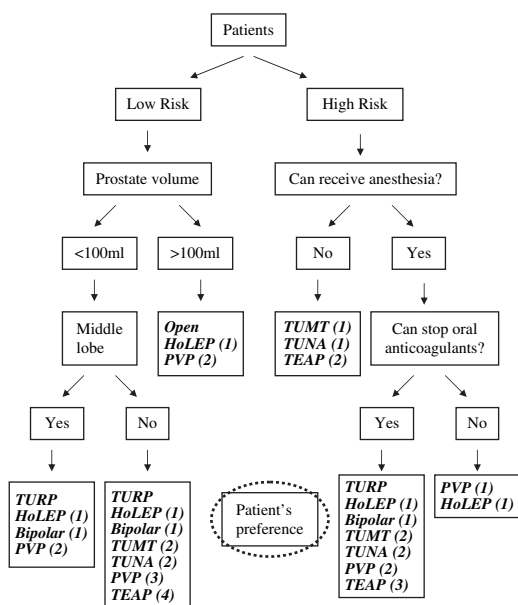 Patients
Low Risk
High Risk
Prostate volume
Can receive anesthesia?
<100ml
>100ml
No
Yes
Middle
lobe
Open
HoLEP (1)
PVP (2)
TUMT (1)
TUNA (1)
TEAP (2)
Can stop oral
anticoagulants?
Yes
No
Yes
No
TURP
HoLEP (1)
Bipolar (1)
PVP (2)
TURP
HoLEP (1)
Bipolar (1)
TUMT (2)
TUNA (2)
PVP (3)
TEAP (4)
Patient's
preference
TURP
HoLEP (1)
Bipolar (1)
TUMT (2)
TUNA (2)
PVP (2)
TEAP (3)
PVP (1)
HoLEP (1)